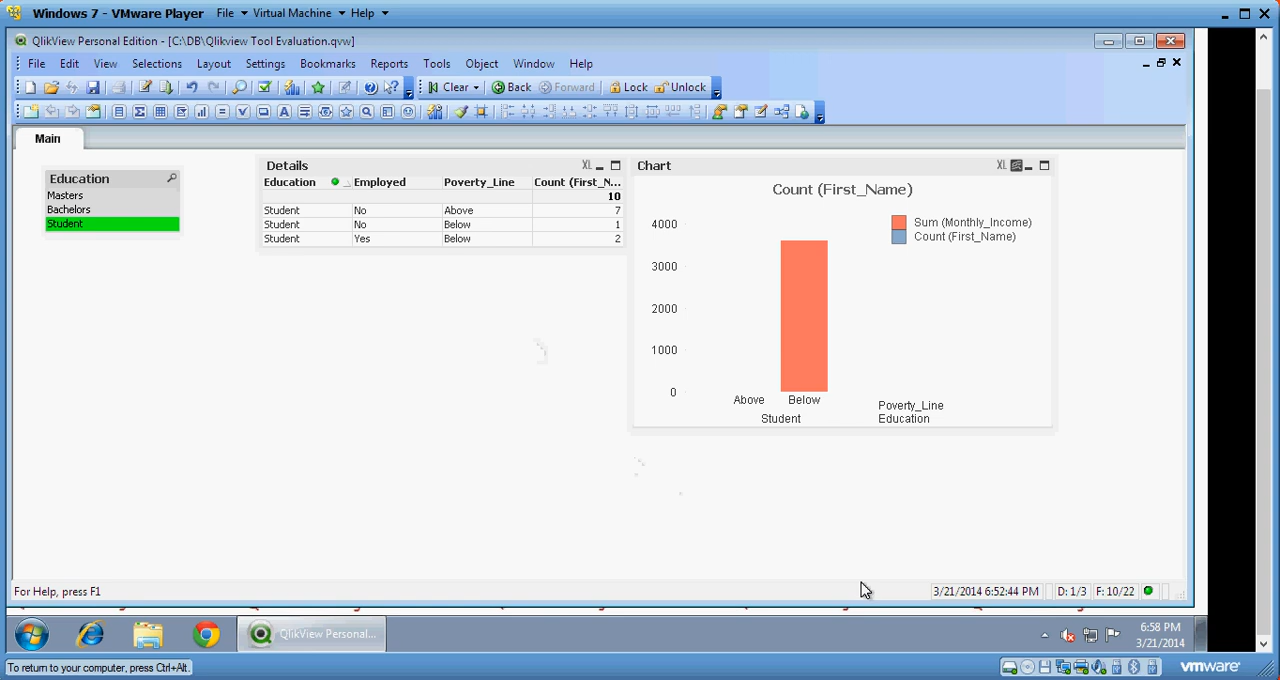 Windows 7 - VMware Player File Virtual Machine Help
QlikView Personal Edition - [C:\DB\Qlikview Tool Evaluation.qvw]
File Edit View Selections Layout Settings Bookmarks Reports Tools Object Window Help
Clear Back Forward Lock Unlock
Main
Education
Masters
Bachelors
Student
Details XL
Education Employed Poverty_Line Count (First_N...
10
Student No Above 7
Student No Below 1
Student Yes Below 2
Chart XL
Count (First_Name)
Sum (Monthly_Income)
Count (First_Name)
4000
3000
2000
1000
0
Above Below
Student
Poverty_Line
Education
For Help, press F1 3/21/2014 6:52:44 PM D: 1/3 F: 10/22
QlikView Personal...
6:58 PM
3/21/2014
To return to your computer, press Ctrl+Alt.
vmware